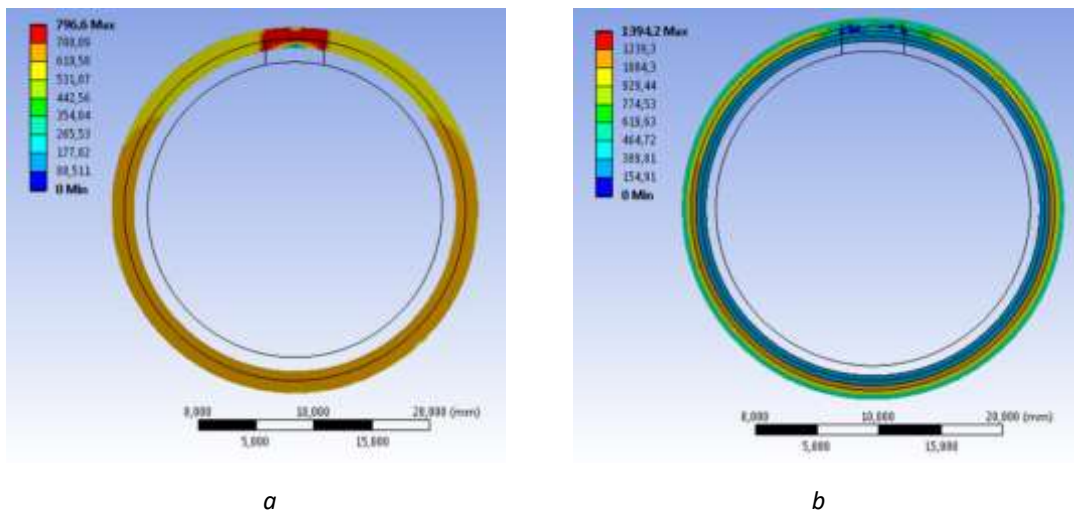 796,6 Max
708,09
619,58
531,07
442,56
354,04
265,53
177,02
88,511
0 Min
0,000 10,000 20,000 (mm)
5,000 15,000
a
1394,2 Max
1239,3
1084,3
929,44
774,53
619,63
464,72
309,81
154,91
0 Min
0,000 10,000 20,000 (mm)
5,000 15,000
b